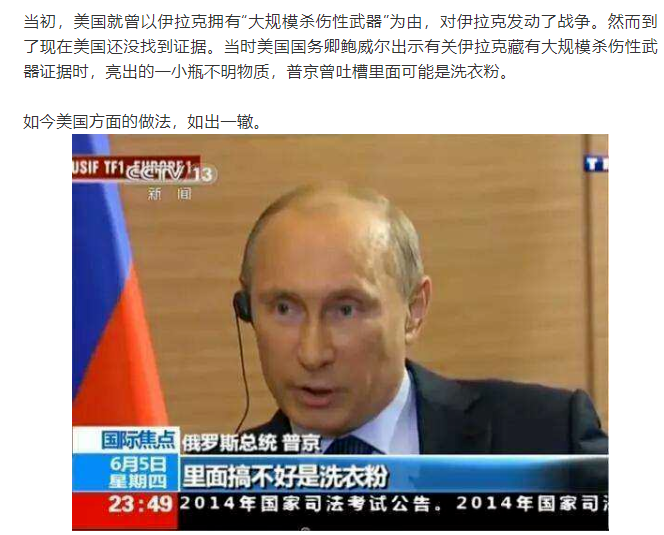 当初，美国就曾以伊拉克拥有“大规模杀伤性武器”为由，对伊拉克发动了战争。然而到
了现在美国还没找到证据。当时美国国务卿鲍威尔出示有关伊拉克藏有大规模杀伤性武
器证据时，亮出的一小瓶不明物质，普京曾吐槽里面可能是洗衣粉。
如今美国方面的做法，如出一辙。
USIF TF1 EUROPE1
CCTV 13
新闻
国际焦点
俄罗斯总统 普京
6月5日
星期四
里面搞不好是洗衣粉
23:49
2014年国家司法考试公告。2014年国家司